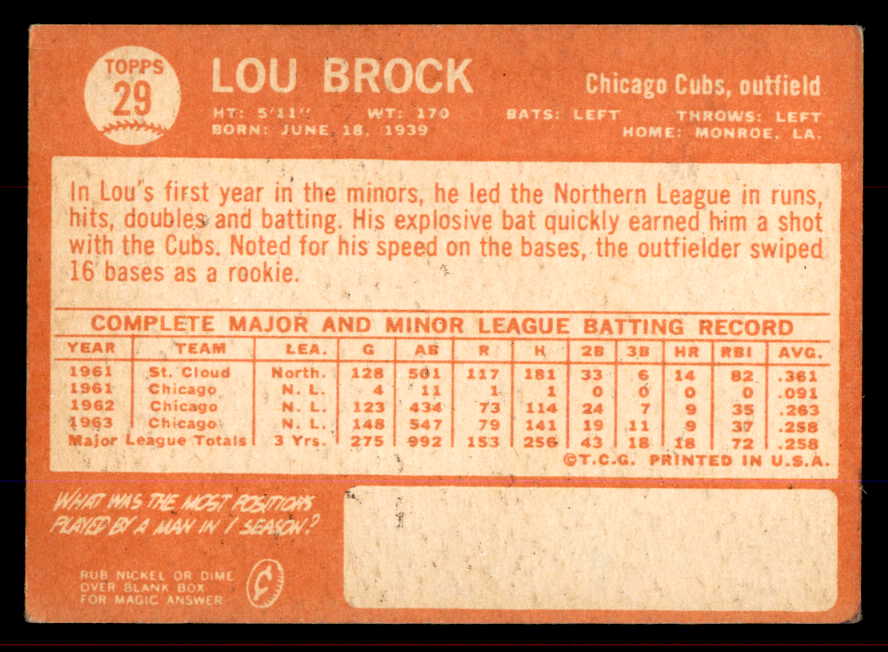 TOPPS
29
LOU BROCK
Chicago Cubs, outfield
HT: 5'11" WT: 170 BATS: LEFT THROWS: LEFT
BORN: JUNE 18, 1939 HOME: MONROE, LA.
In Lou's first year in the minors, he led the Northern League in runs,
hits, doubles and batting. His explosive bat quickly earned him a shot
with the Cubs. Noted for his speed on the bases, the outfielder swiped
16 bases as a rookie.
COMPLETE MAJOR AND MINOR LEAGUE BATTING RECORD
YEAR TEAM LEA. G AB R H 2B 3B HR RBI AVG.
1961 St. Cloud North. 128 501 117 181 33 6 14 82 .361
1961 Chicago N. L. 4 11 1 1 0 0 0 0 .091
1962 Chicago N. L. 123 434 73 114 24 7 9 35 .263
1963 Chicago N. L. 148 547 79 141 19 11 9 37 .258
Major League Totals 3 Yrs. 275 992 153 256 43 18 18 72 .258
©T.C.G. PRINTED IN U.S.A.
WHAT WAS THE MOST POSITIONS
PLAYED BY A MAN IN 1 SEASON?
RUB NICKEL OR DIME
OVER BLANK BOX
FOR MAGIC ANSWER
¢